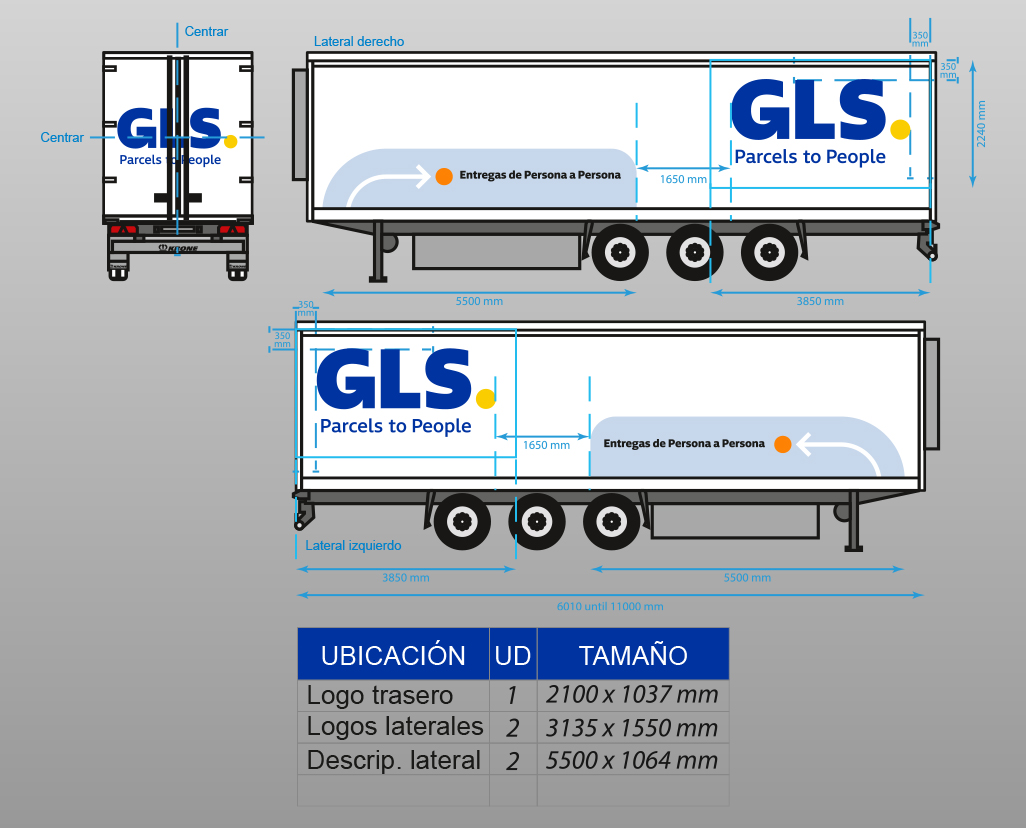 Centrar
Centrar
GLS.
Parcels to People
KRONE
Lateral derecho
350
mm
350
mm
GLS.
Parcels to People
2240 mm
1650 mm
Entregas de Persona a Persona
5500 mm
3850 mm
350
mm
350
mm
GLS.
Parcels to People
1650 mm
Entregas de Persona a Persona
Lateral izquierdo
3850 mm
5500 mm
6010 until 11000 mm
UBICACIÓN UD TAMAÑO
Logo trasero 1 2100 x 1037 mm
Logos laterales 2 3135 x 1550 mm
Descrip. lateral 2 5500 x 1064 mm